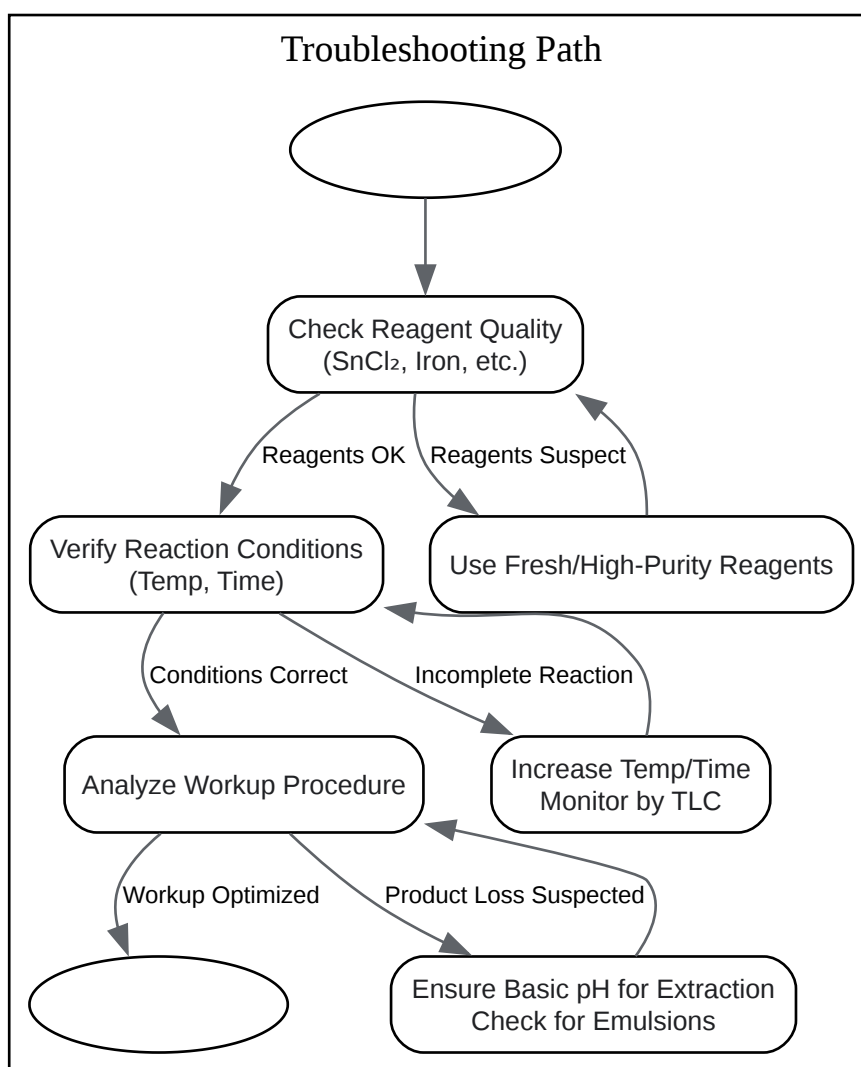 Troubleshooting Path
Check Reagent Quality
(SnCl₂, Iron, etc.)
Reagents OK
Reagents Suspect
Verify Reaction Conditions
(Temp, Time)
Use Fresh/High-Purity Reagents
Conditions Correct
Incomplete Reaction
Analyze Workup Procedure
Increase Temp/Time
Monitor by TLC
Workup Optimized
Product Loss Suspected
Ensure Basic pH for Extraction
Check for Emulsions